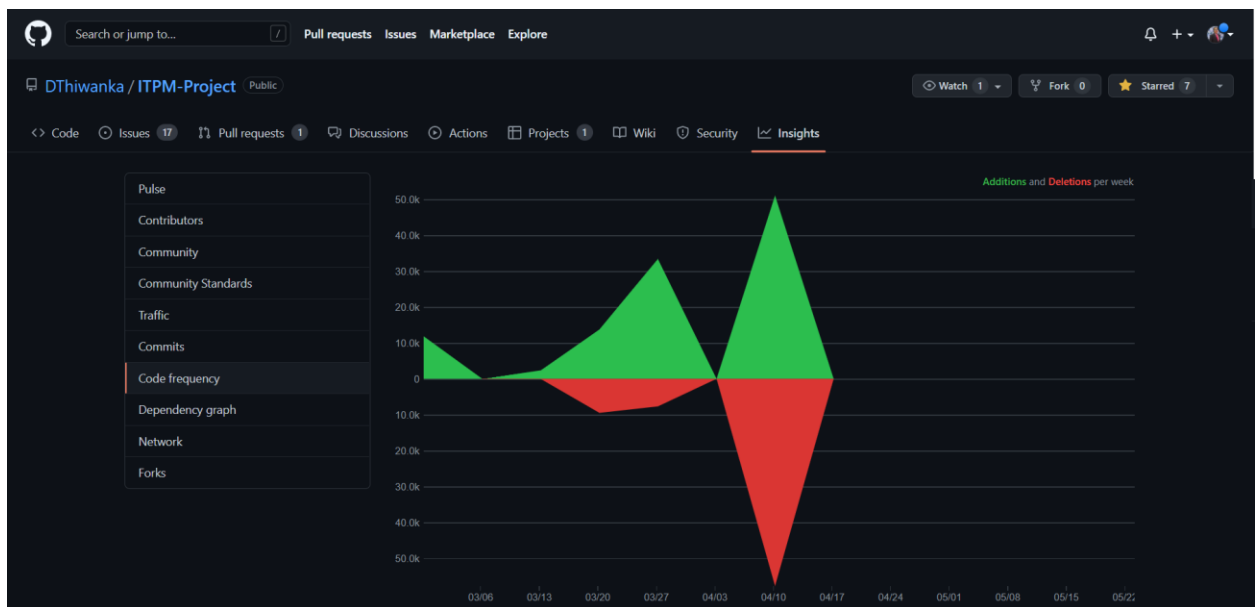 Search or jump to... / Pull requests Issues Marketplace Explore
DThiwanka / ITPM-Project Public Watch 1 Fork 0 Starred 7
Code Issues 17 Pull requests 1 Discussions Actions Projects 1 Wiki Security Insights
Pulse
Contributors
Community
Community Standards
Traffic
Commits
Code frequency
Dependency graph
Network
Forks
Additions and Deletions per week
50.0k
40.0k
30.0k
20.0k
10.0k
0
10.0k
20.0k
30.0k
40.0k
50.0k
03/06 03/13 03/20 03/27 04/03 04/10 04/17 04/24 05/01 05/08 05/15 05/22